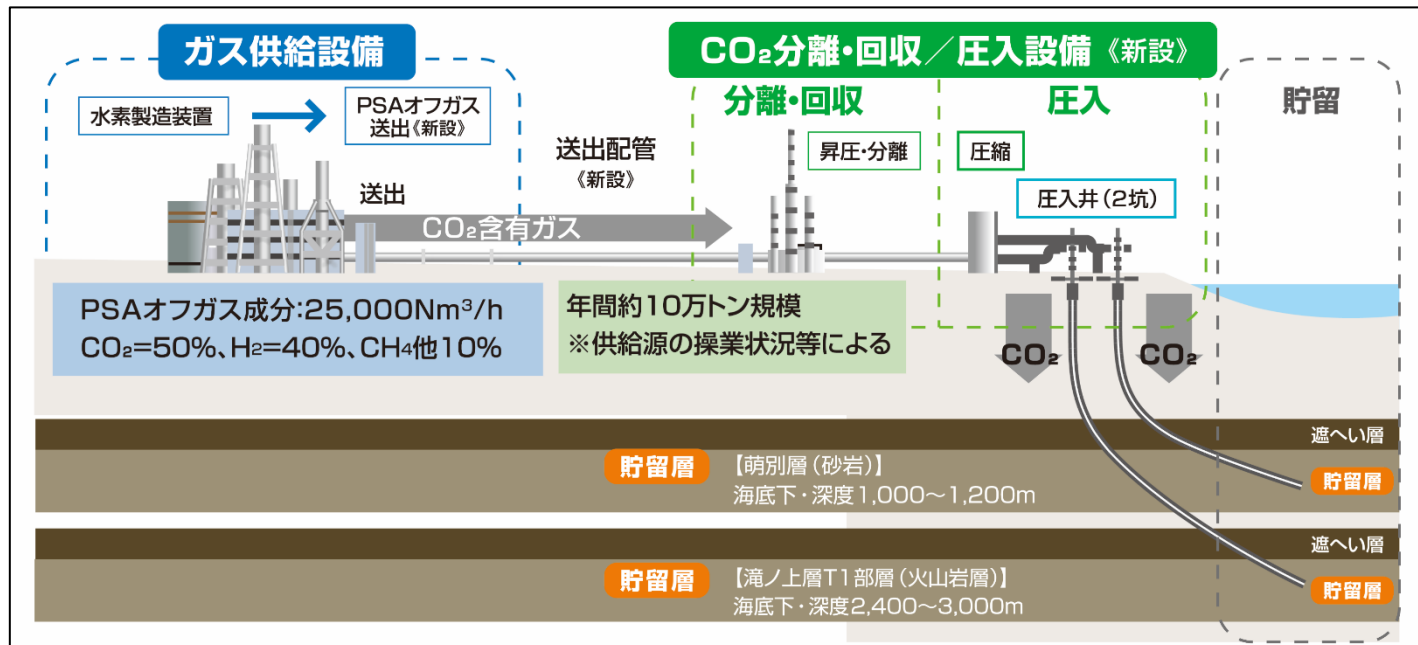 ガス供給設備
CO₂分離・回収／圧入設備《新設》
分離・回収
圧入
貯留
水素製造装置
PSAオフガス
送出《新設》
送出配管
《新設》
昇圧・分離
圧縮
圧入井（2坑）
送出
CO₂含有ガス
PSAオフガス成分：25,000Nm³/h
CO₂=50%、H₂=40%、CH₄他10%
年間約10万トン規模
※供給源の操業状況等による
CO₂
CO₂
遮へい層
貯留層
【萌別層（砂岩）】
海底下・深度1,000〜1,200m
貯留層
遮へい層
貯留層
【滝ノ上層T1部層（火山岩層）】
海底下・深度2,400〜3,000m
貯留層